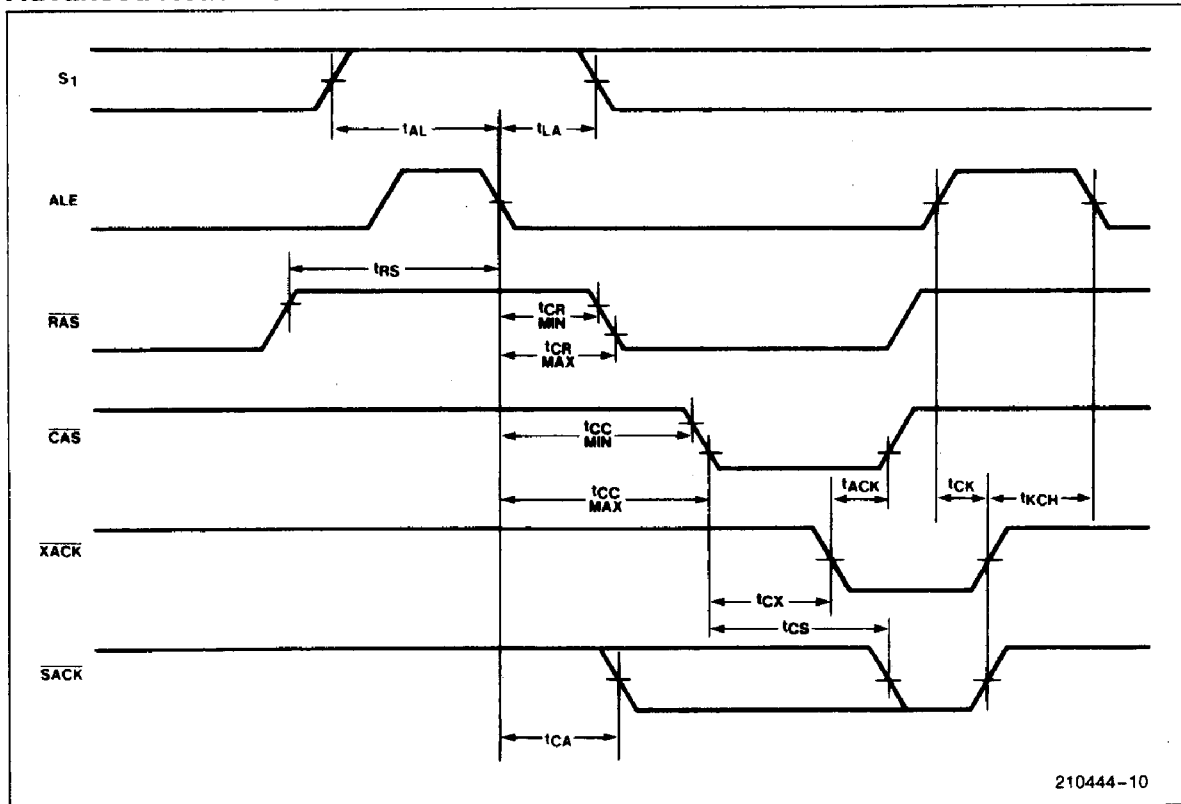 S1
tAL
tLA
ALE
tRS
RAS
tCR
MIN
tCR
MAX
CAS
tCC
MIN
tCC
MAX
tACK
tCK
tKCH
XACK
tCX
tCS
SACK
tCA
210444-10